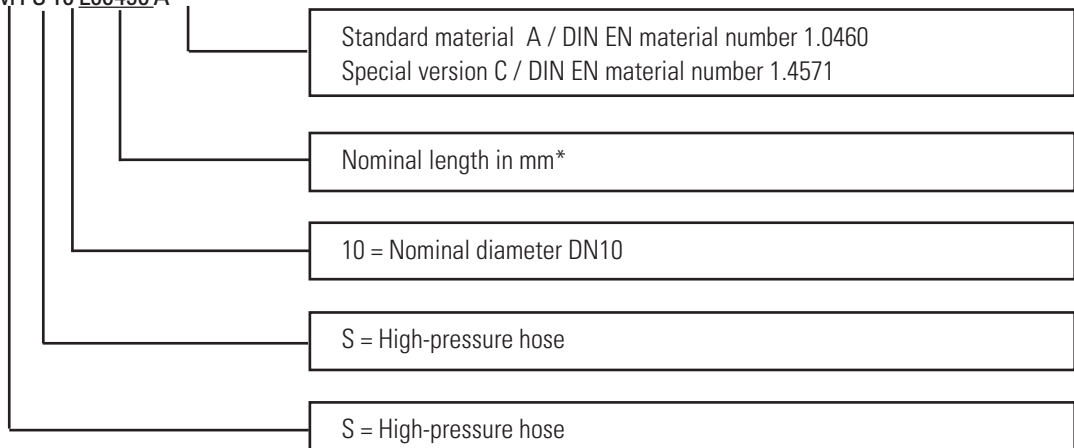 10 A
Standard material A / DIN EN material number 1.0460
Special version C / DIN EN material number 1.4571
Nominal length in mm*
10 = Nominal diameter DN10
S = High-pressure hose
S = High-pressure hose